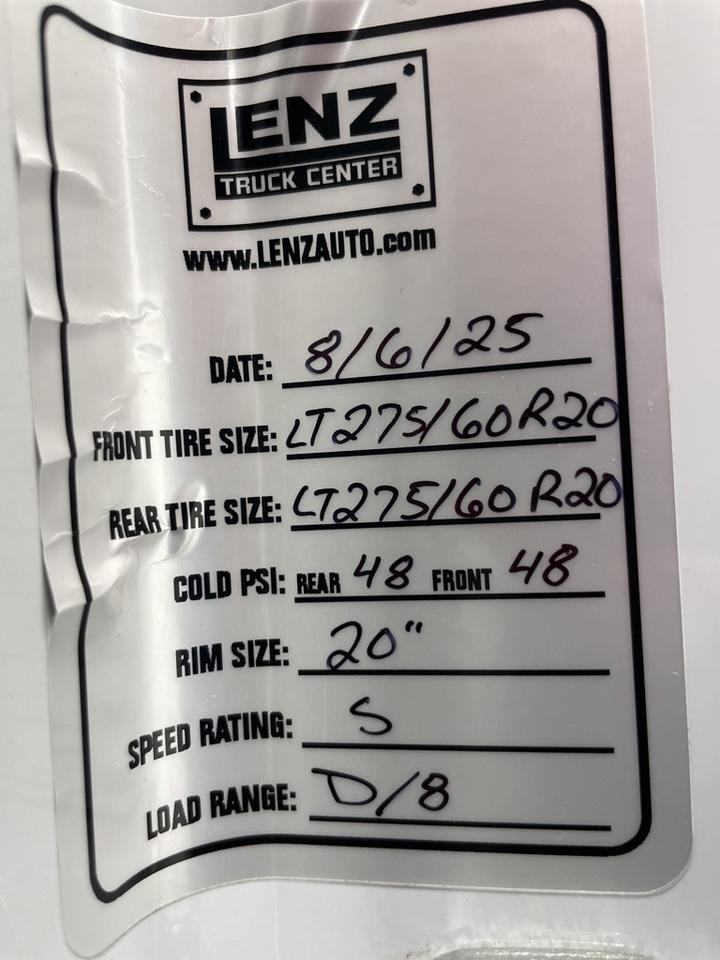 LENZ
TRUCK CENTER
www.LENZAUTO.com
DATE: 8/6/25
FRONT TIRE SIZE: LT275/60R20
REAR TIRE SIZE: LT275/60R20
COLD PSI: REAR 48 FRONT 48
RIM SIZE: 20"
SPEED RATING: S
LOAD RANGE: D/8